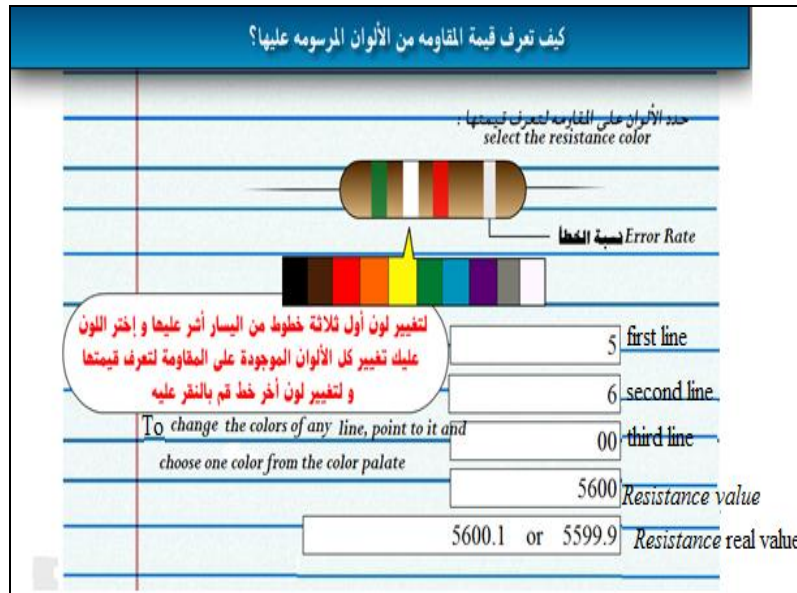 كيف تعرف قيمة المقاومه من الألوان المرسومه عليها؟
حدد الألوان على المقاومه لتعرف قيمتها :
select the resistance color
نسبة الخطأ Error Rate
لتغيير لون أول ثلاثة خطوط من اليسار أشر عليها و إختر اللون
عليك تغيير كل الألوان الموجودة على المقاومة لتعرف قيمتها
و لتغيير لون أخر خط قم بالنقر عليه
5 first line
6 second line
To change the colors of any line, point to it and
choose one color from the color palate
00 third line
5600 Resistance value
5600.1 or 5599.9 Resistance real value